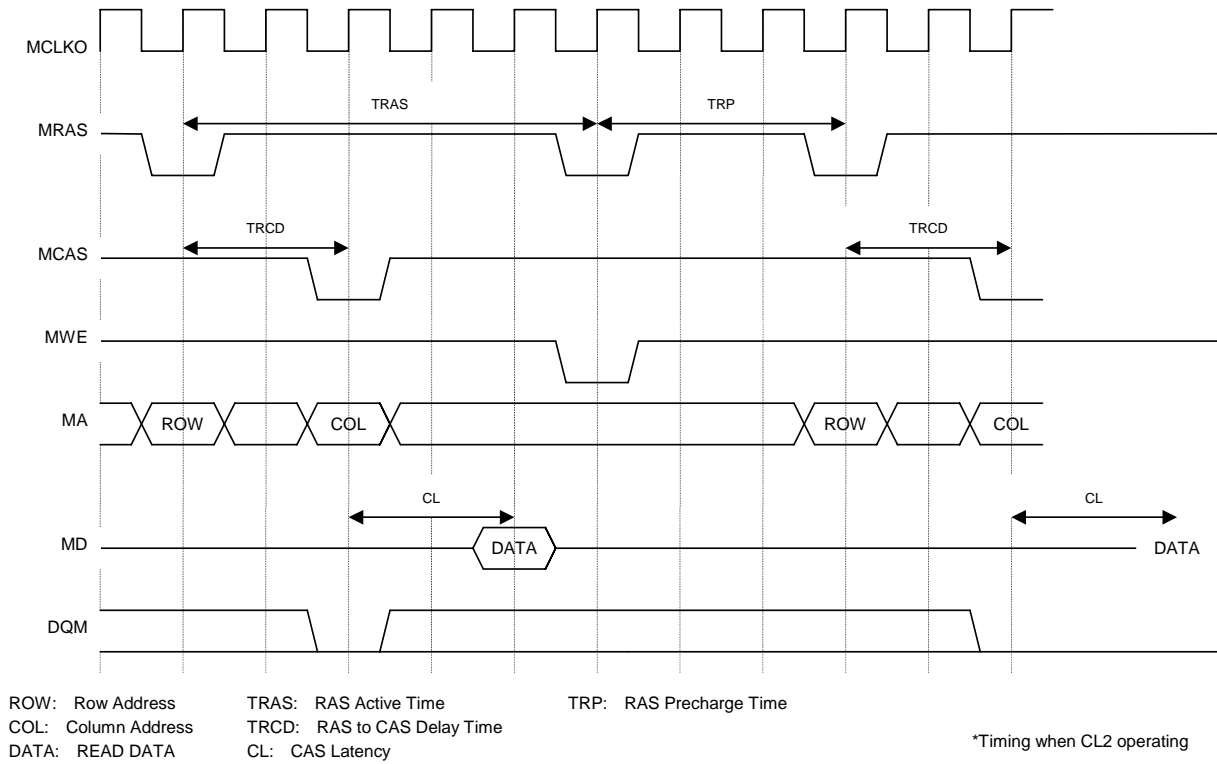 MCLKO
TRAS TRP
MRAS
TRCD TRCD
MCAS
MWE
MA ROW COL ROW COL
CL CL
MD DATA DATA
DQM
ROW: Row Address TRAS: RAS Active Time TRP: RAS Precharge Time
COL: Column Address TRCD: RAS to CAS Delay Time
DATA: READ DATA CL: CAS Latency
*Timing when CL2 operating